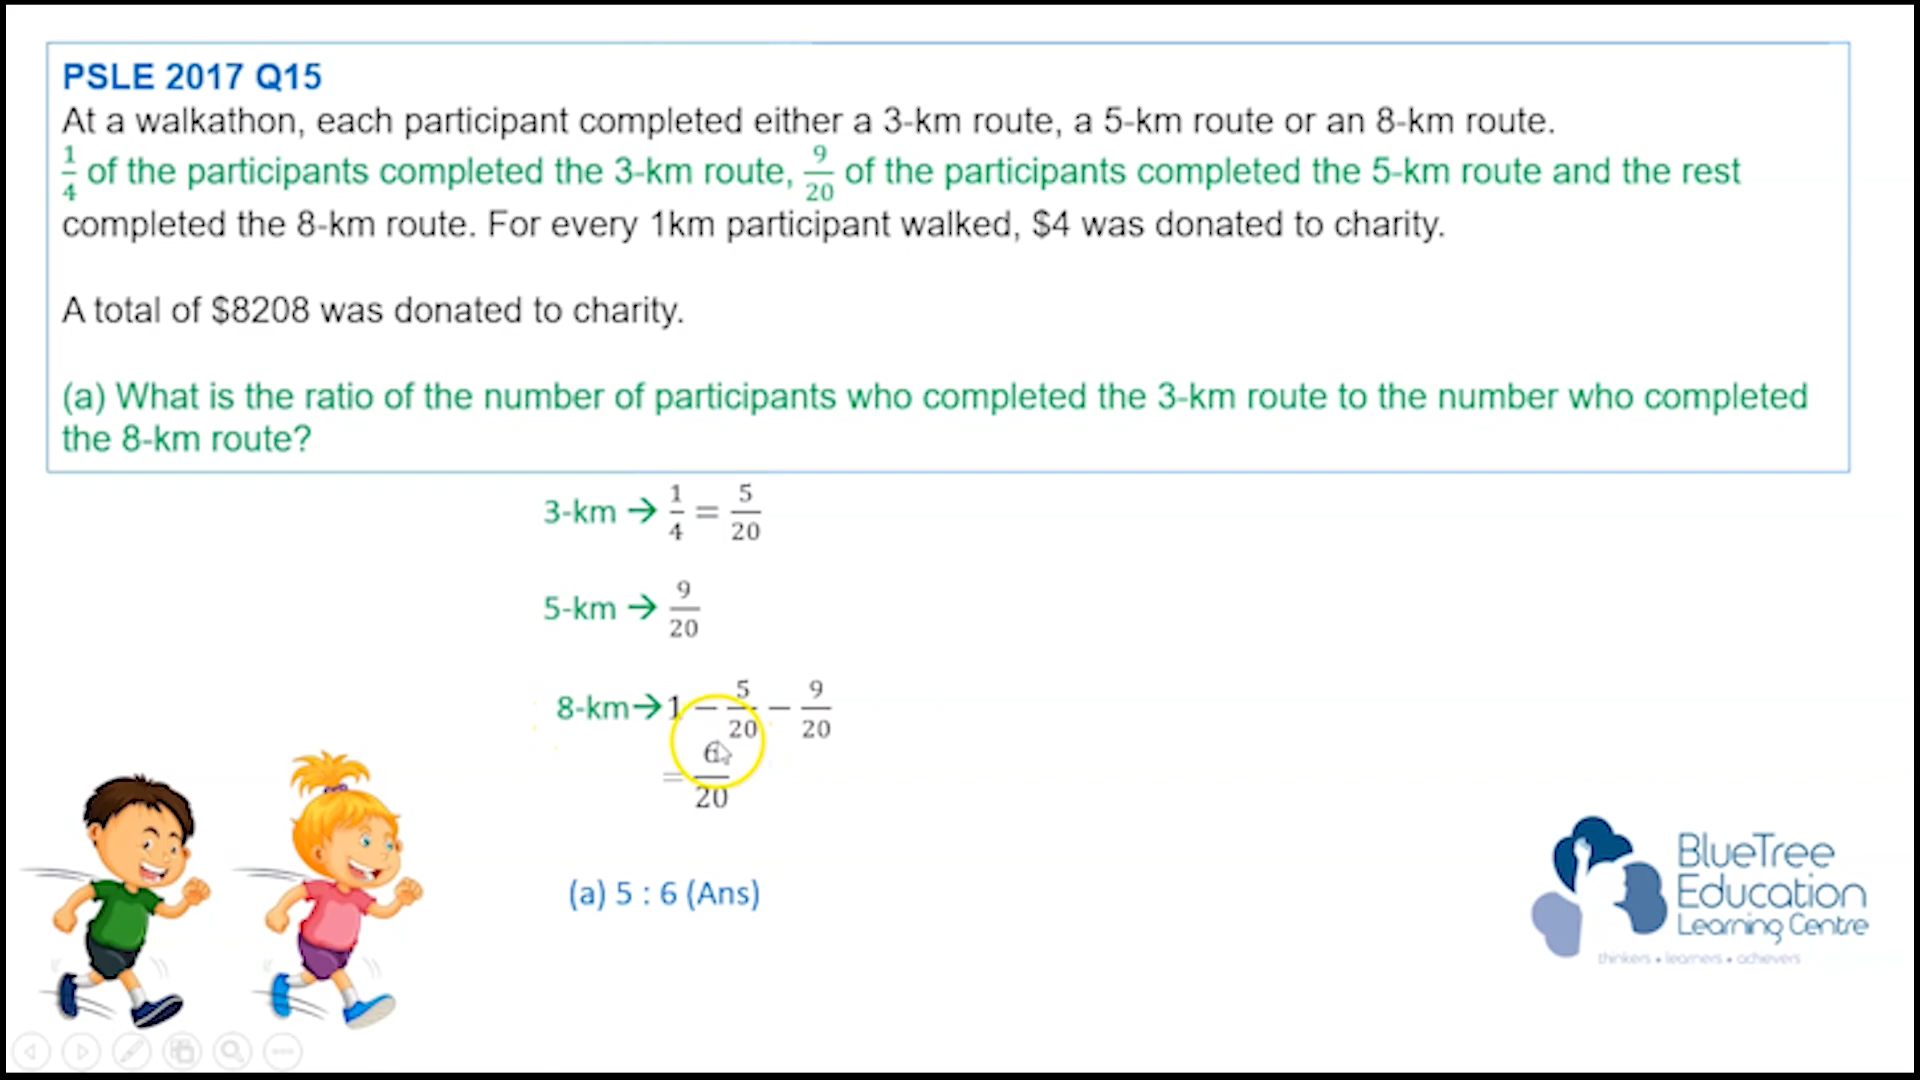 PSLE 2017 Q15
At a walkathon, each participant completed either a 3-km route, a 5-km route or an 8-km route.
1/4 of the participants completed the 3-km route, 9/20 of the participants completed the 5-km route and the rest
completed the 8-km route. For every 1km participant walked, $4 was donated to charity.
A total of $8208 was donated to charity.
(a) What is the ratio of the number of participants who completed the 3-km route to the number who completed
the 8-km route?
3-km → 1/4 = 5/20
5-km → 9/20
8-km→1 − 5/20 − 9/20
= 6/20
(a) 5 : 6 (Ans)
BlueTree
Education
Learning Centre
thinkers • learners • achievers